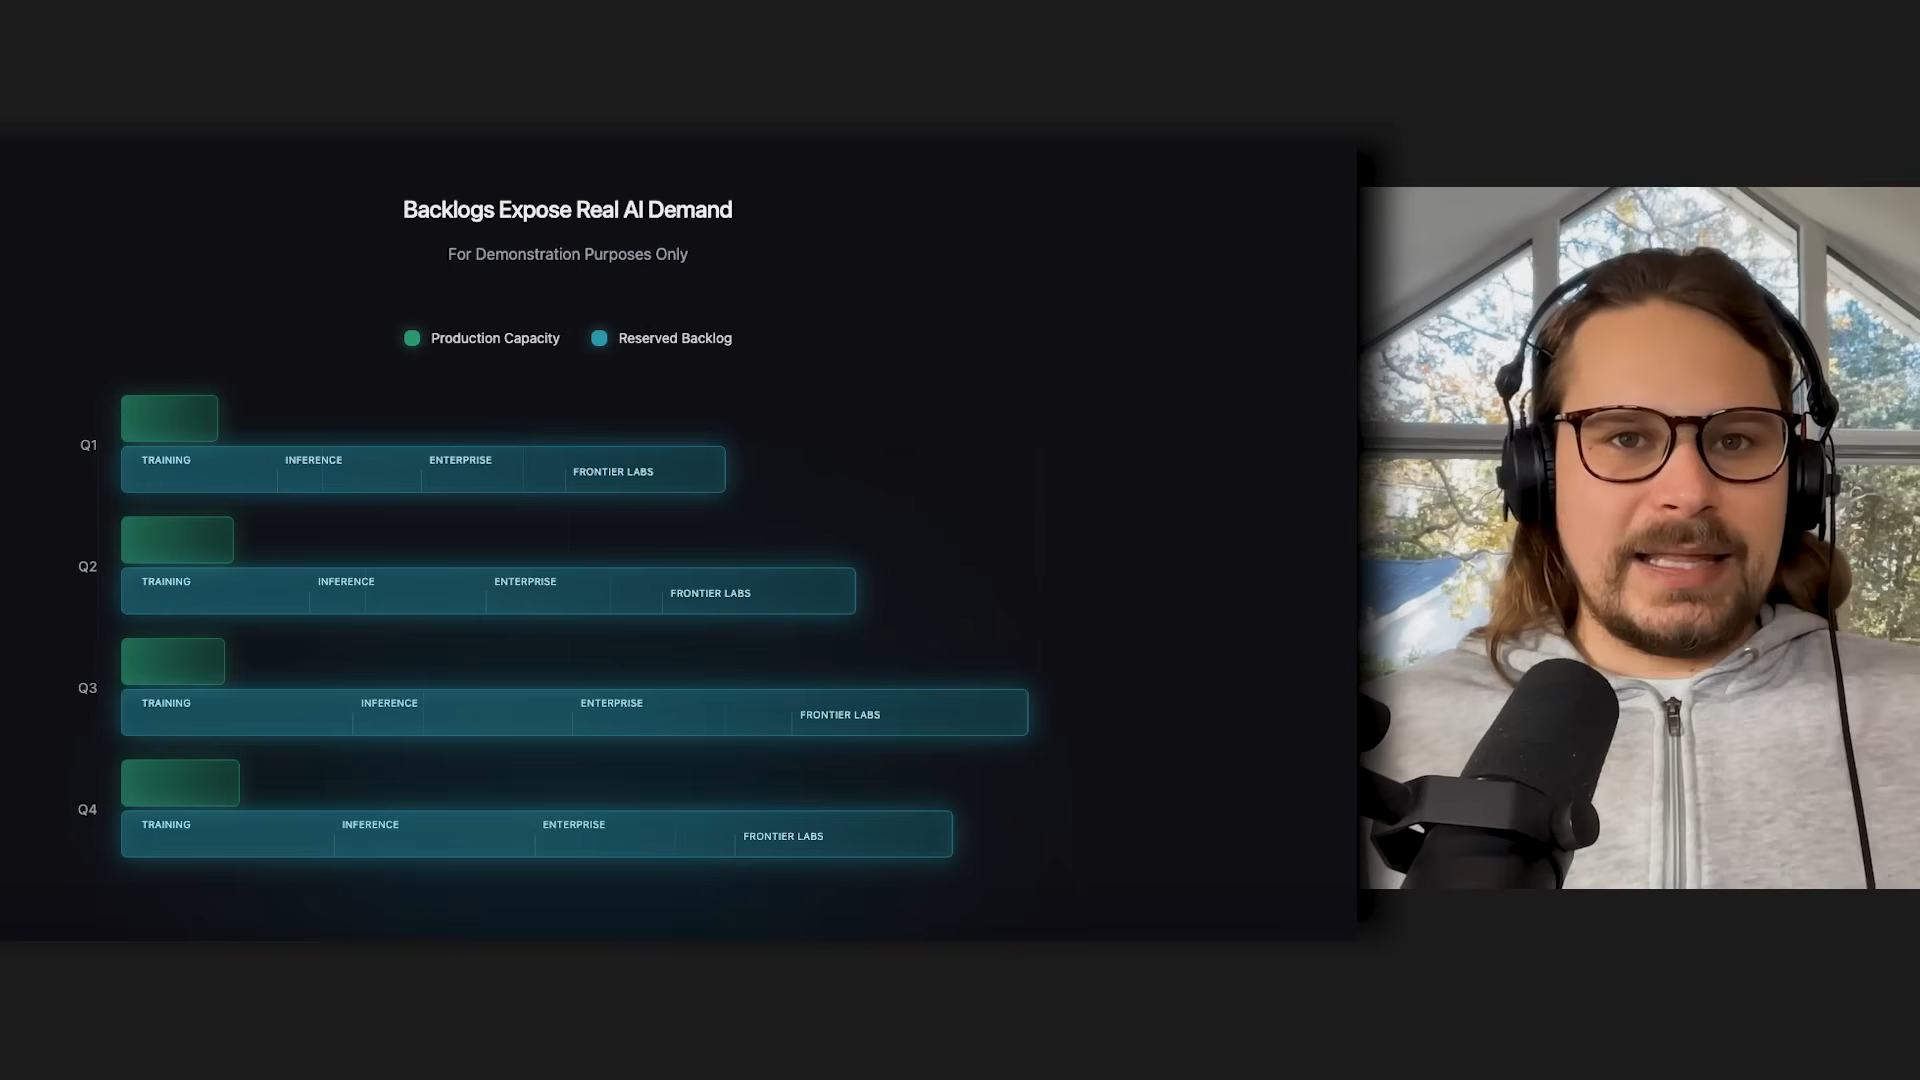 Backlogs Expose Real AI Demand
For Demonstration Purposes Only
Production Capacity Reserved Backlog
Q1
TRAINING INFERENCE ENTERPRISE FRONTIER LABS
Q2
TRAINING INFERENCE ENTERPRISE FRONTIER LABS
Q3
TRAINING INFERENCE ENTERPRISE FRONTIER LABS
Q4
TRAINING INFERENCE ENTERPRISE FRONTIER LABS